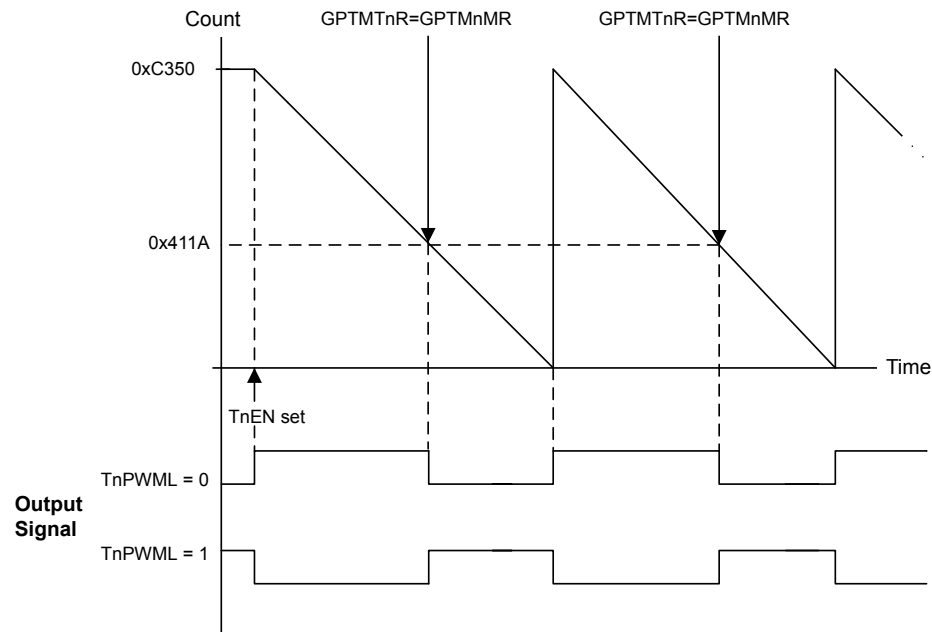 Count
GPTMTnR=GPTMnMR
GPTMTnR=GPTMnMR
0xC350
0x411A
Time
TnEN set
TnPWML = 0
Output
Signal
TnPWML = 1